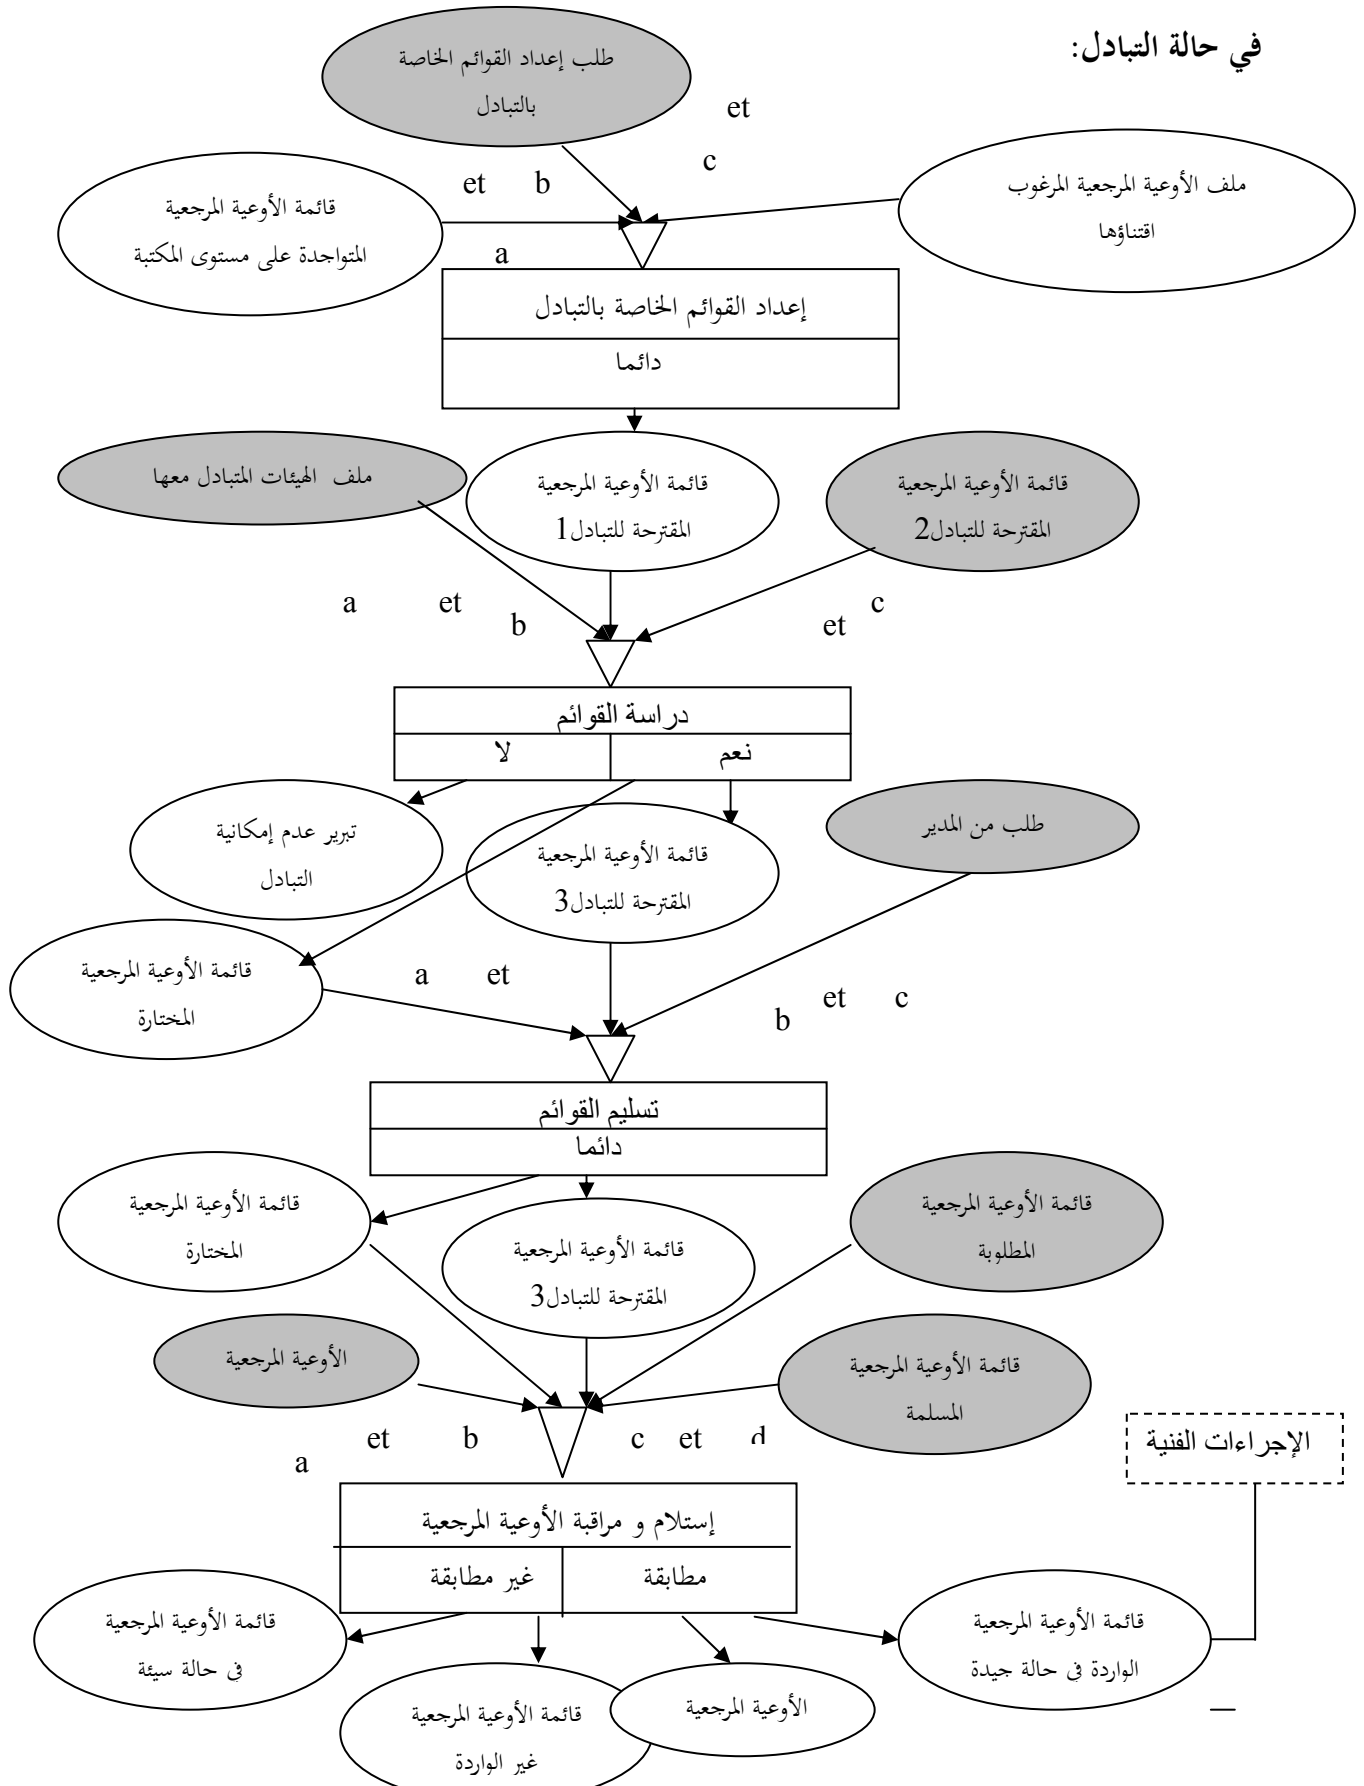 في حالة التبادل:
طلب إعداد القوائم الخاصة
بالتبادل
et
c
et b
a
قائمة الأوعية المرجعية
المتواجدة على مستوى المكتبة
ملف الأوعية المرجعية المرغوب
اقتناؤها
إعداد القوائم الخاصة بالتبادل
دائما
ملف الهيئات المتبادل معها
قائمة الأوعية المرجعية
المقترحة للتبادل1
قائمة الأوعية المرجعية
المقترحة للتبادل2
a et b
et c
دراسة القوائم
نعم
لا
تبرير عدم إمكانية
التبادل
قائمة الأوعية المرجعية
المقترحة للتبادل3
طلب من المدير
قائمة الأوعية المرجعية
المختارة
a et
b et c
تسليم القوائم
دائما
قائمة الأوعية المرجعية
المختارة
قائمة الأوعية المرجعية
المقترحة للتبادل3
قائمة الأوعية المرجعية
المطلوبة
الأوعية المرجعية
قائمة الأوعية المرجعية
المسلمة
a et b c et d
الإجراءات الفنية
إستلام و مراقبة الأوعية المرجعية
مطابقة
غير مطابقة
قائمة الأوعية المرجعية
في حالة سيئة
قائمة الأوعية المرجعية
غير الواردة
الأوعية المرجعية
قائمة الأوعية المرجعية
الواردة في حالة جيدة